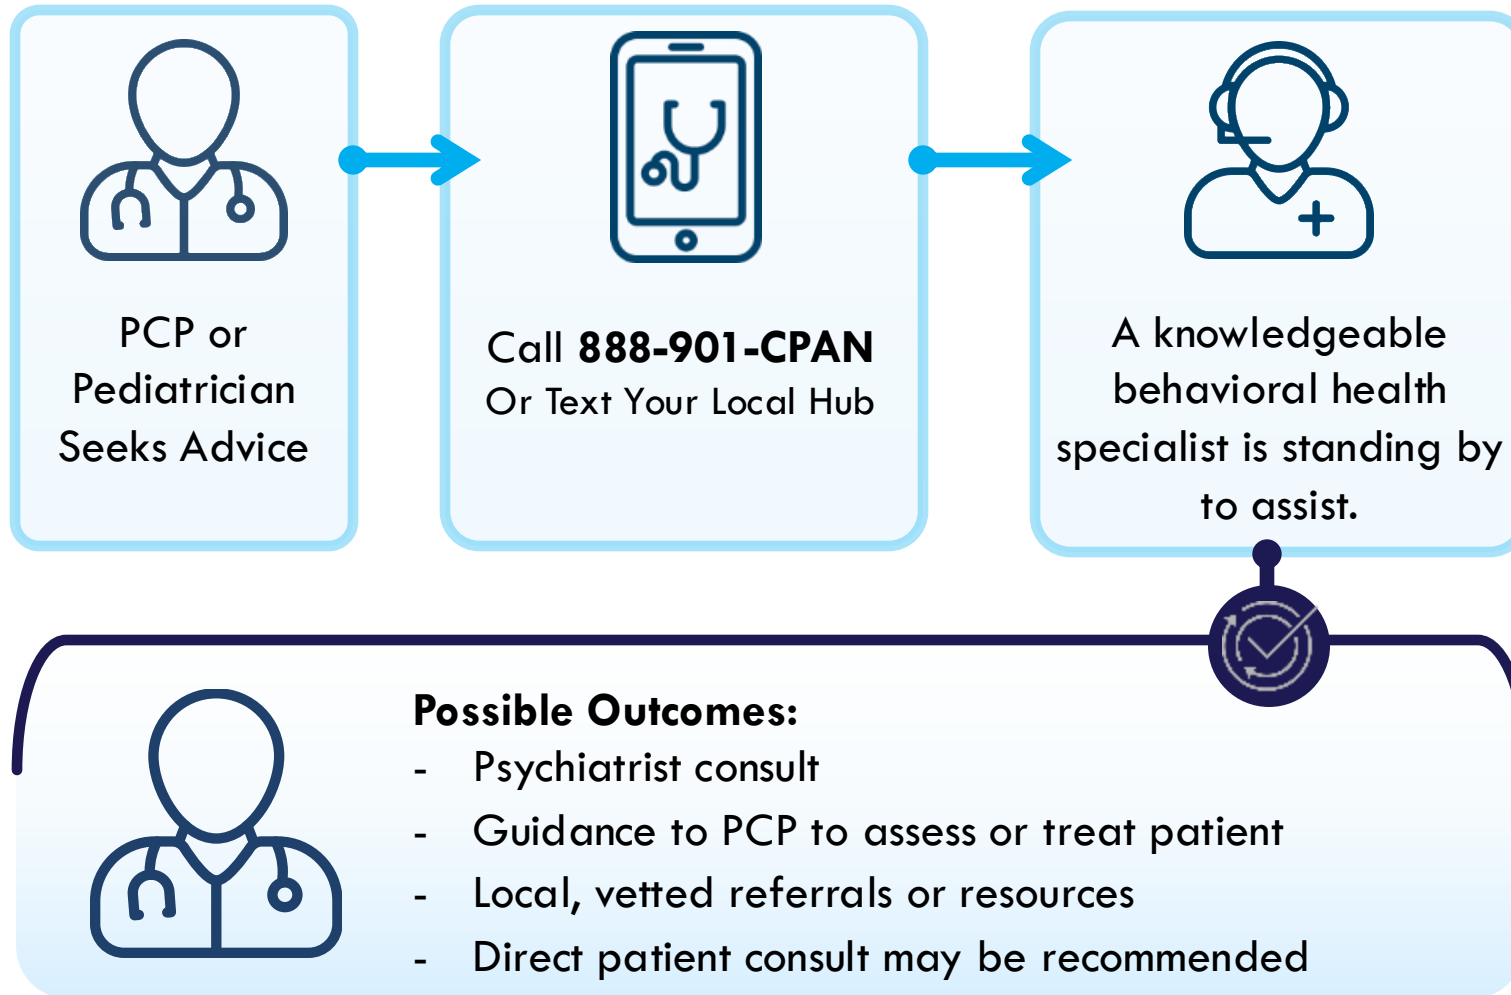 PCP or
Pediatrician
Seeks Advice
Call 888-901-CPAN
Or Text Your Local Hub
A knowledgeable
behavioral health
specialist is standing by
to assist.
Possible Outcomes:
- Psychiatrist consult
- Guidance to PCP to assess or treat patient
- Local, vetted referrals or resources
- Direct patient consult may be recommended